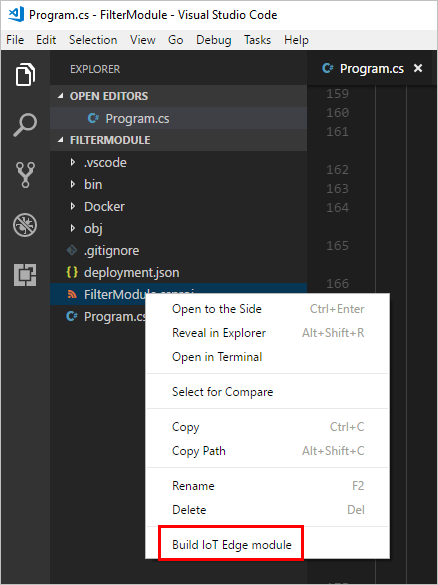 Program.cs - FilterModule - Visual Studio Code
File Edit Selection View Go Debug Tasks Help
EXPLORER
Program.cs
OPEN EDITORS
Program.cs
FILTERMODULE
.vscode
bin
Docker
obj
.gitignore
{ } deployment.json
FilterModule.csproj
Program.cs
159
160
161
162
163
164
165
166
Open to the Side Ctrl+Enter
Reveal in Explorer Alt+Shift+R
Open in Terminal
Select for Compare
Copy Ctrl+C
Copy Path Alt+Shift+C
Rename F2
Delete Del
Build IoT Edge module